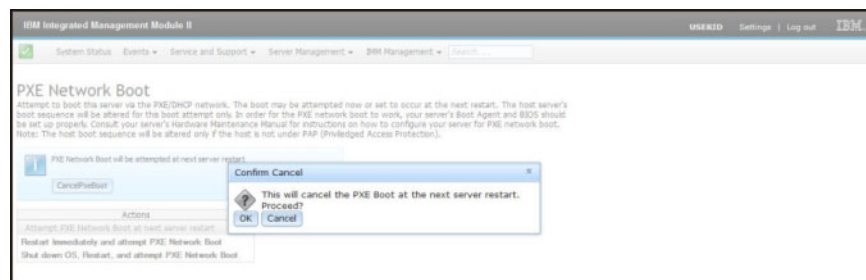 IBM Integrated Management Module II
USERID Settings | Log out IBM.
System Status Events Service and Support Server Management IMM Management Search ...
PXE Network Boot
Attempt to boot this server via the PXE/DHCP network. The boot may be attempted now or set to occur at the next restart. The host server's
boot sequence will be altered for the boot attempt only. In order for the PXE network boot to work, your server's Boot Agent and BIOS should
be set up properly. Consult your server's Hardware Maintenance Manual for instructions on how to configure your server for PXE network boot.
Note: The host boot sequence will be altered only if the host is not under PAP (Priviledged Access Protection).
PXE Network Boot will be attempted at next server restart
CancelPxeBoot
Confirm Cancel x
This will cancel the PXE Boot at the next server restart.
Proceed?
OK Cancel
Actions
Attempt PXE Network Boot at next server restart
Restart Immediately and attempt PXE Network Boot
Shut down OS, Restart, and attempt PXE Network Boot